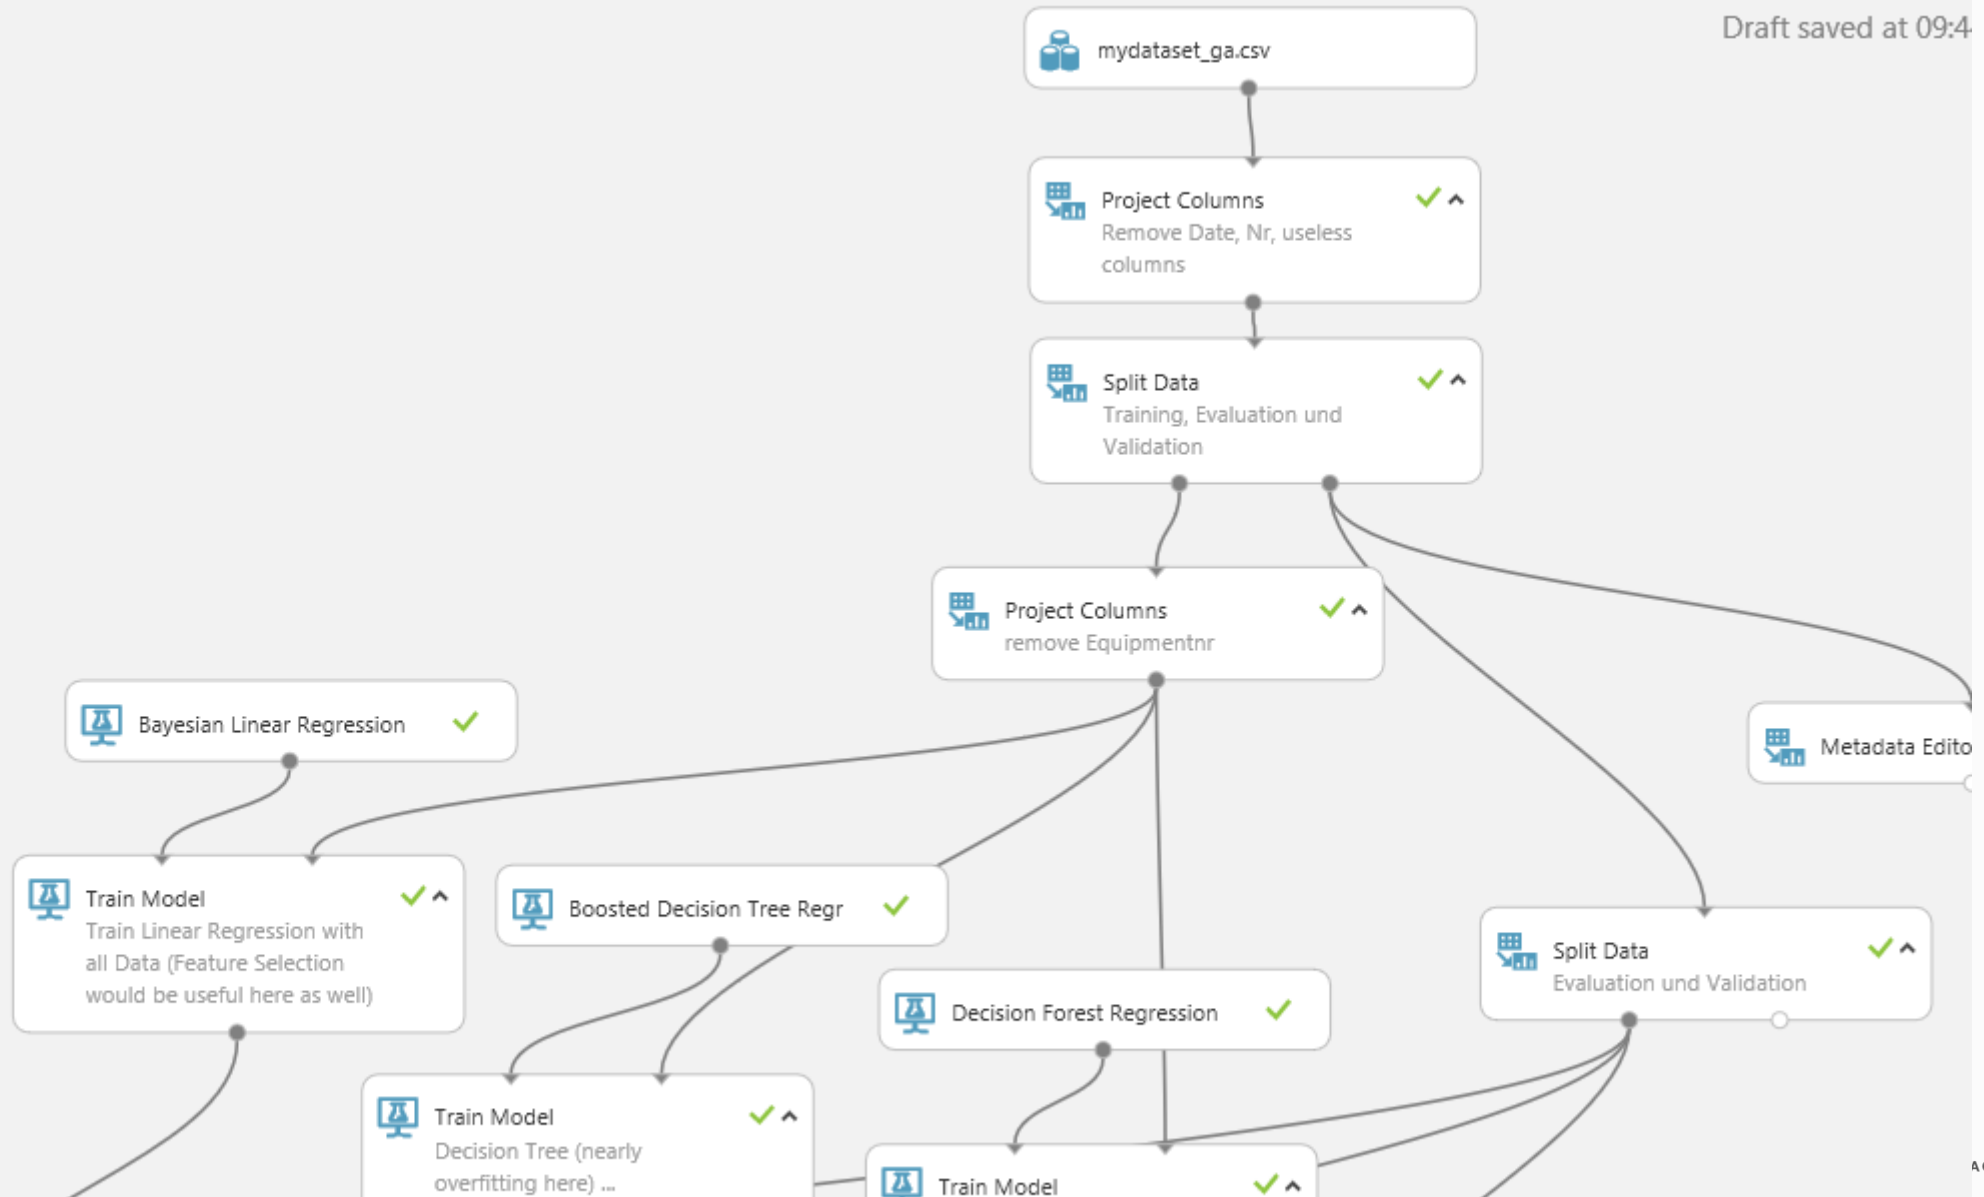 Draft saved at 09:4
mydataset_ga.csv
Project Columns
Remove Date, Nr, useless
columns
Split Data
Training, Evaluation und
Validation
Project Columns
remove Equipmentnr
Bayesian Linear Regression
Metadata Edito
Train Model
Train Linear Regression with
all Data (Feature Selection
would be useful here as well)
Boosted Decision Tree Regr
Split Data
Evaluation und Validation
Decision Forest Regression
Train Model
Decision Tree (nearly
overfitting here) ...
Train Model